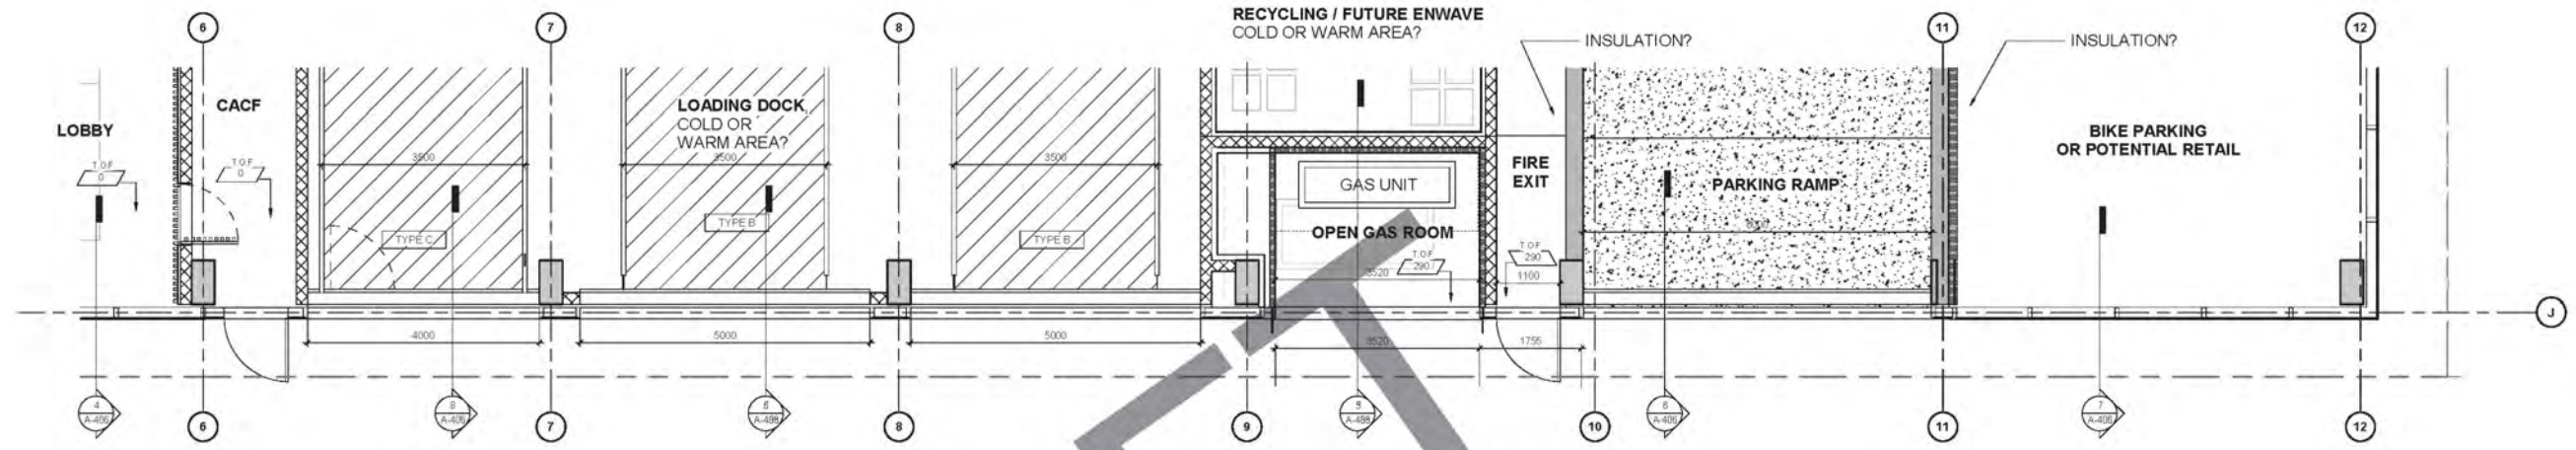 6
7
8
RECYCLING / FUTURE ENWAVE
COLD OR WARM AREA?
INSULATION?
11
INSULATION?
12
LOBBY
CACF
LOADING DOCK,
COLD OR
WARM AREA?
BIKE PARKING
OR POTENTIAL RETAIL
T.O.F
0
T.O.F
0
3500
3500
3500
FIRE
EXIT
GAS UNIT
PARKING RAMP
TYPE C
TYPE B
TYPE B
OPEN GAS ROOM
T.O.F
290
T.O.F
290
3520
1100
J
4000
5000
5000
3520
1755
4
A-406
6
7
8
9
10
6
A-406
11
7
A-406
12